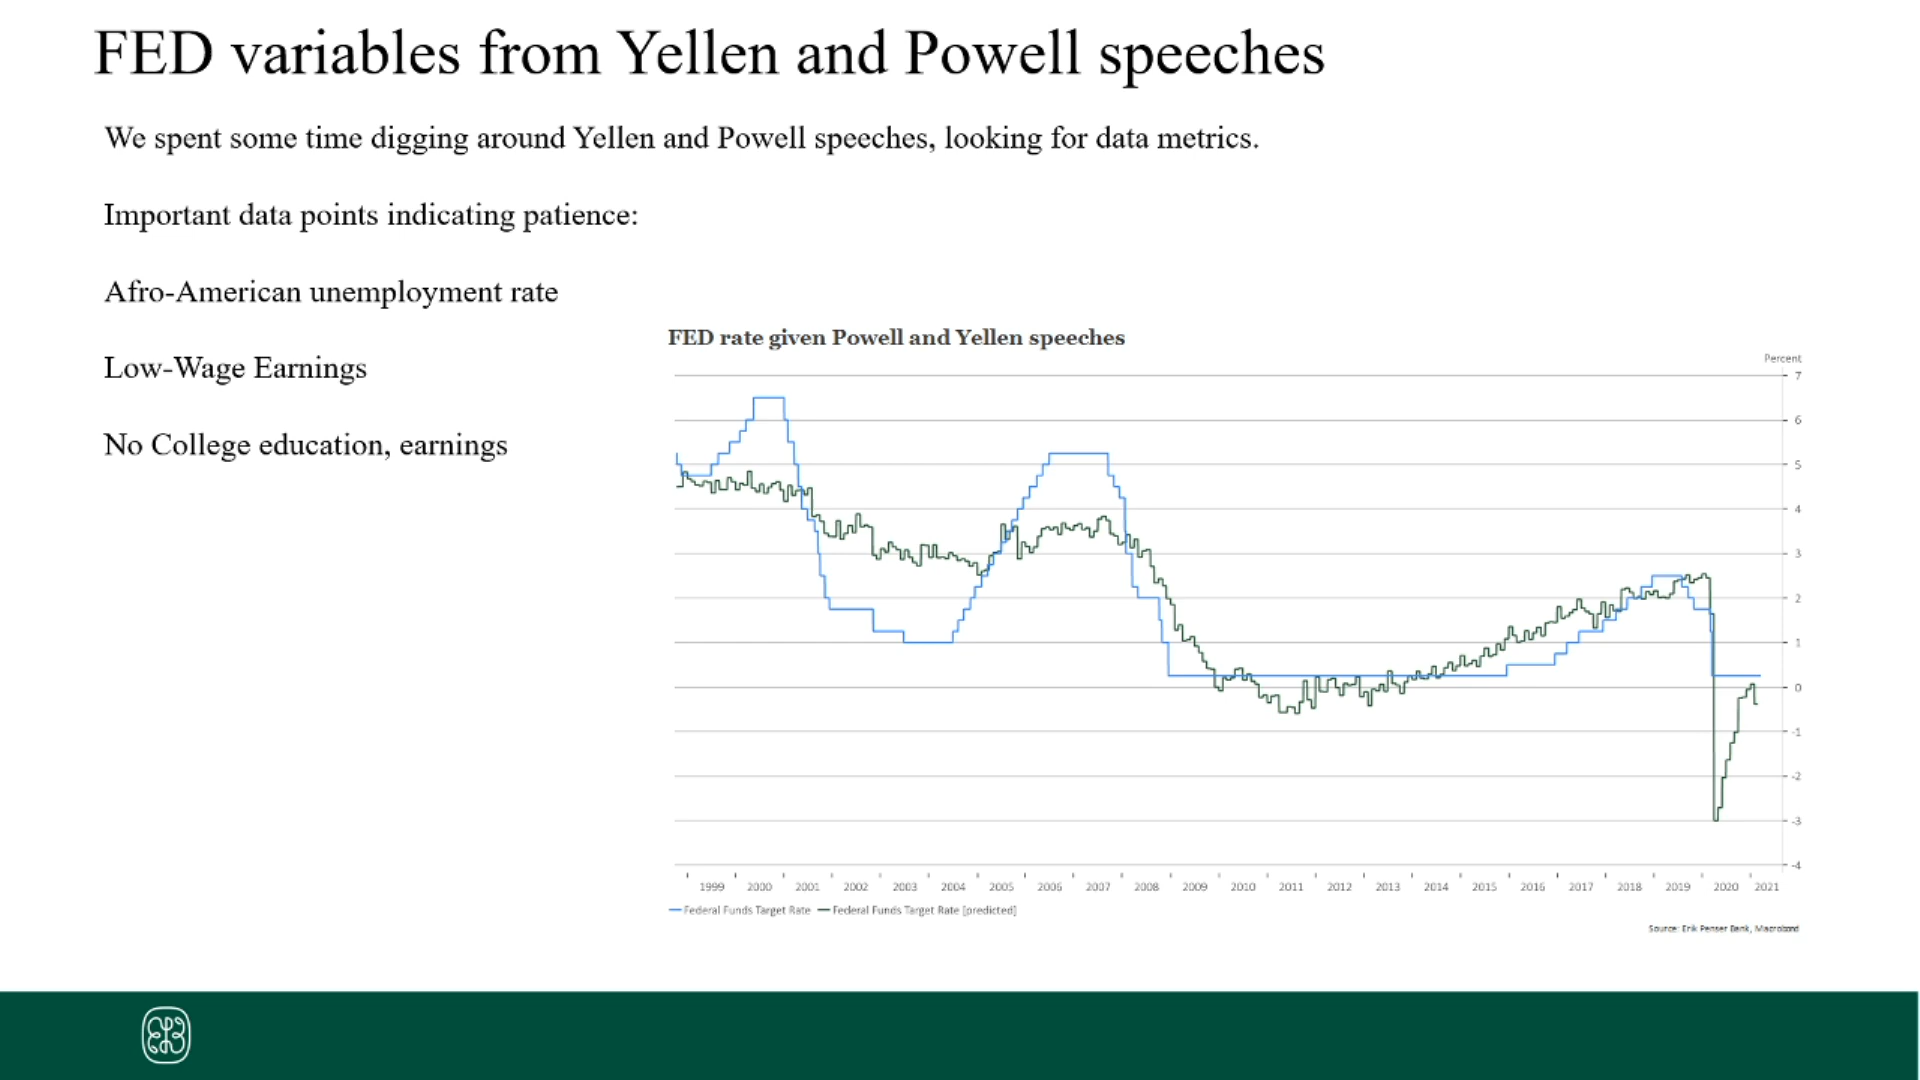 FED variables from Yellen and Powell speeches
We spent some time digging around Yellen and Powell speeches, looking for data metrics.
Important data points indicating patience:
Afro-American unemployment rate
Low-Wage Earnings
No College education, earnings
FED rate given Powell and Yellen speeches
Percent
7
6
5
4
3
2
1
0
-1
-2
-3
-4
1999 2000 2001 2002 2003 2004 2005 2006 2007 2008 2009 2010 2011 2012 2013 2014 2015 2016 2017 2018 2019 2020 2021
Federal Funds Target Rate Federal Funds Target Rate [predicted]
Source: Erik Penser Bank, Macrobond